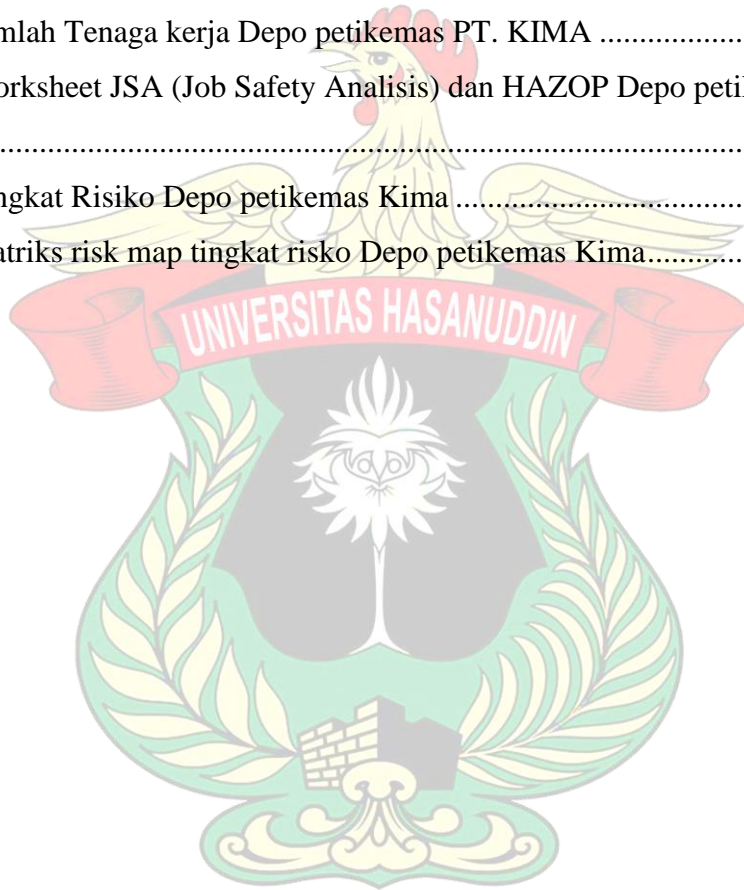 mlah Tenaga kerja Depo petikemas PT. KIMA ...................
orksheet JSA (Job Safety Analisis) dan HAZOP Depo peti
................................................................................................
ngkat Risiko Depo petikemas Kima ....................................
atriks risk map tingkat risko Depo petikemas Kima............
UNIVERSITAS HASANUDDIN